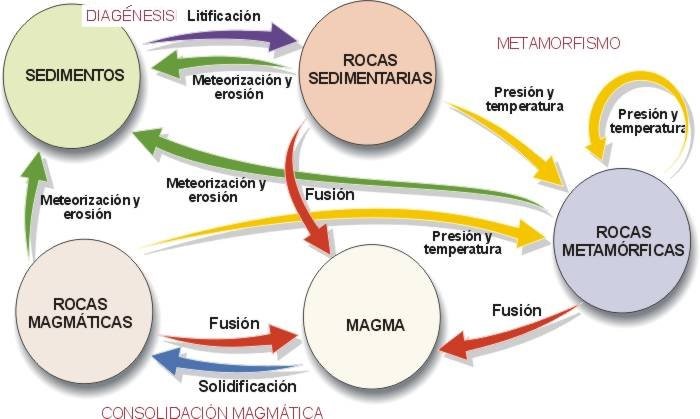 DIAGÉNESIS
Litificación
SEDIMENTOS
Meteorización y
erosión
ROCAS
SEDIMENTARIAS
METAMORFISMO
Presión y
temperatura
Presión y
temperatura
Meteorización y
erosión
Meteorización y
erosión
Fusión
Presión y
temperatura
ROCAS
METAMÓRFICAS
ROCAS
MAGMÁTICAS
Fusión
MAGMA
Fusión
Solidificación
CONSOLIDACIÓN MAGMÁTICA